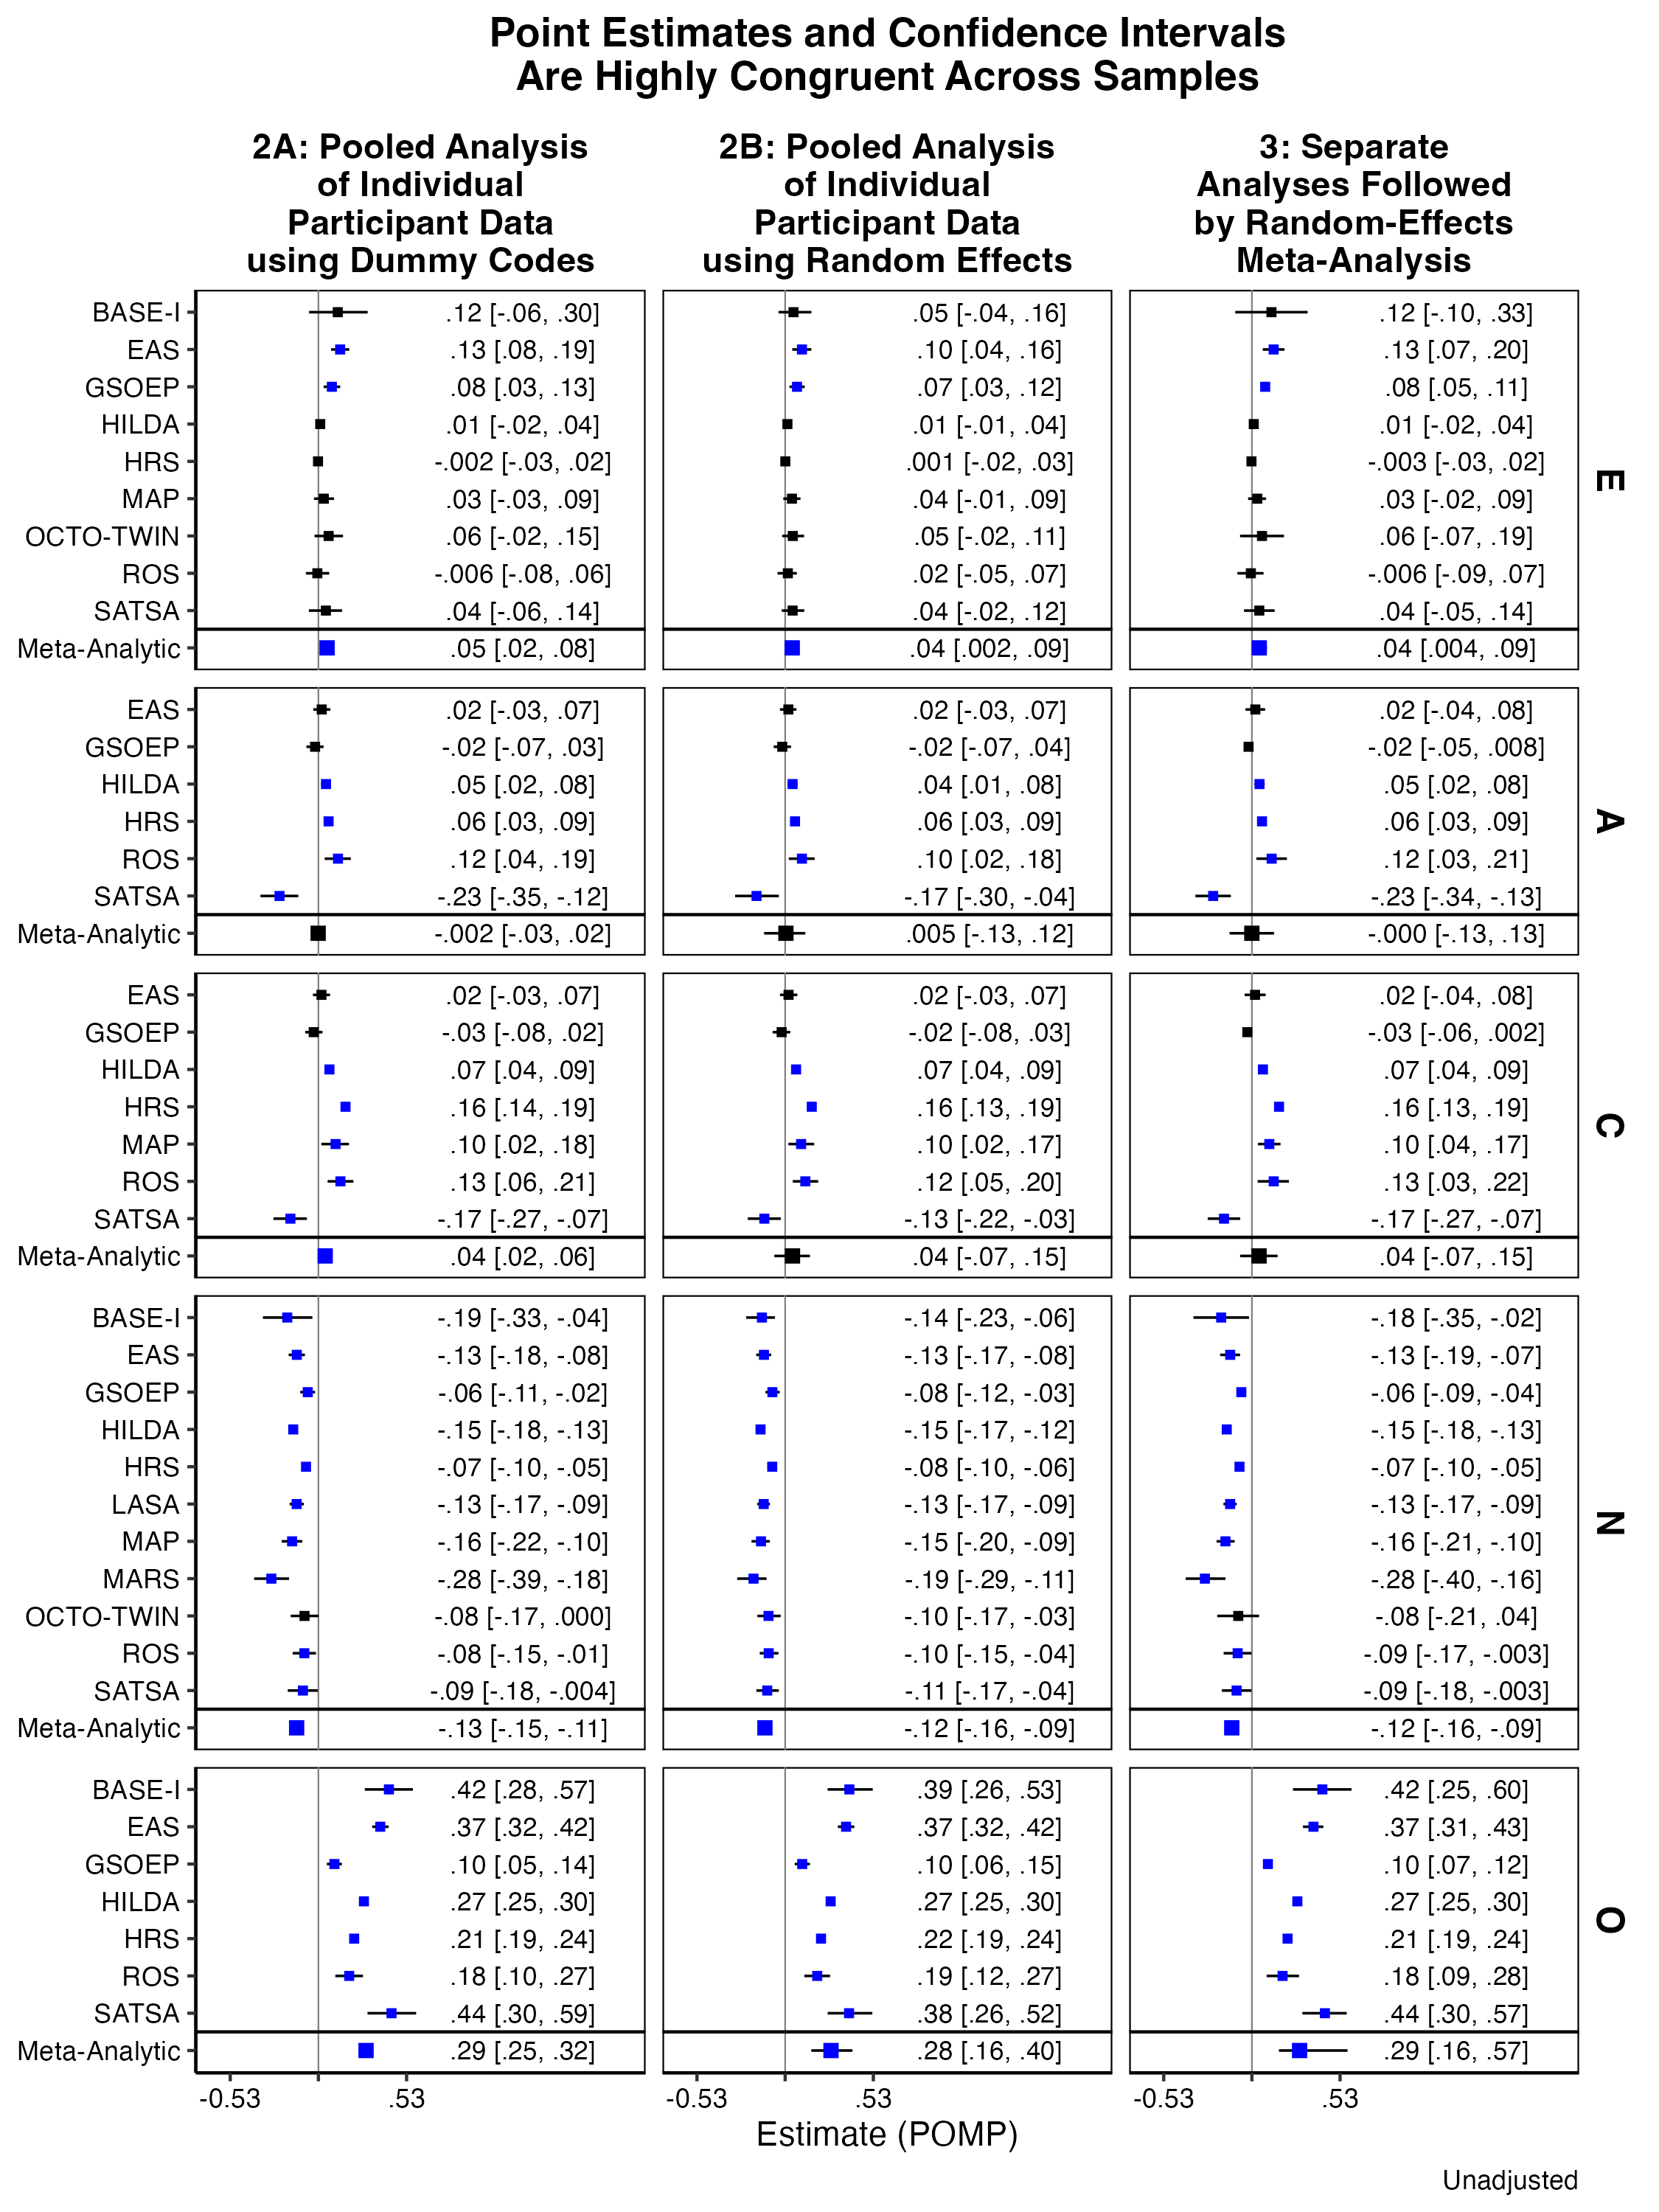 Point Estimates and Confidence Intervals
Are Highly Congruent Across Samples
2A: Pooled Analysis
of Individual
Participant Data
using Dummy Codes
2B: Pooled Analysis
of Individual
Participant Data
using Random Effects
3: Separate
Analyses Followed
by Random-Effects
Meta-Analysis
BASE-I .12 [-.06, .30] .05 [-.04, .16] .12 [-.10, .33]
EAS .13 [.08, .19] .10 [.04, .16] .13 [.07, .20]
GSOEP .08 [.03, .13] .07 [.03, .12] .08 [.05, .11]
HILDA .01 [-.02, .04] .01 [-.01, .04] .01 [-.02, .04]
HRS -.002 [-.03, .02] .001 [-.02, .03] -.003 [-.03, .02]
MAP .03 [-.03, .09] .04 [-.01, .09] .03 [-.02, .09]
OCTO-TWIN .06 [-.02, .15] .05 [-.02, .11] .06 [-.07, .19]
ROS -.006 [-.08, .06] .02 [-.05, .07] -.006 [-.09, .07]
SATSA .04 [-.06, .14] .04 [-.02, .12] .04 [-.05, .14]
Meta-Analytic .05 [.02, .08] .04 [.002, .09] .04 [.004, .09]
E
EAS .02 [-.03, .07] .02 [-.03, .07] .02 [-.04, .08]
GSOEP -.02 [-.07, .03] -.02 [-.07, .04] -.02 [-.05, .008]
HILDA .05 [.02, .08] .04 [.01, .08] .05 [.02, .08]
HRS .06 [.03, .09] .06 [.03, .09] .06 [.03, .09]
ROS .12 [.04, .19] .10 [.02, .18] .12 [.03, .21]
SATSA -.23 [-.35, -.12] -.17 [-.30, -.04] -.23 [-.34, -.13]
Meta-Analytic -.002 [-.03, .02] .005 [-.13, .12] -.000 [-.13, .13]
A
EAS .02 [-.03, .07] .02 [-.03, .07] .02 [-.04, .08]
GSOEP -.03 [-.08, .02] -.02 [-.08, .03] -.03 [-.06, .002]
HILDA .07 [.04, .09] .07 [.04, .09] .07 [.04, .09]
HRS .16 [.14, .19] .16 [.13, .19] .16 [.13, .19]
MAP .10 [.02, .18] .10 [.02, .17] .10 [.04, .17]
ROS .13 [.06, .21] .12 [.05, .20] .13 [.03, .22]
SATSA -.17 [-.27, -.07] -.13 [-.22, -.03] -.17 [-.27, -.07]
Meta-Analytic .04 [.02, .06] .04 [-.07, .15] .04 [-.07, .15]
C
BASE-I -.19 [-.33, -.04] -.14 [-.23, -.06] -.18 [-.35, -.02]
EAS -.13 [-.18, -.08] -.13 [-.17, -.08] -.13 [-.19, -.07]
GSOEP -.06 [-.11, -.02] -.08 [-.12, -.03] -.06 [-.09, -.04]
HILDA -.15 [-.18, -.13] -.15 [-.17, -.12] -.15 [-.18, -.13]
HRS -.07 [-.10, -.05] -.08 [-.10, -.06] -.07 [-.10, -.05]
LASA -.13 [-.17, -.09] -.13 [-.17, -.09] -.13 [-.17, -.09]
MAP -.16 [-.22, -.10] -.15 [-.20, -.09] -.16 [-.21, -.10]
MARS -.28 [-.39, -.18] -.19 [-.29, -.11] -.28 [-.40, -.16]
OCTO-TWIN -.08 [-.17, .000] -.10 [-.17, -.03] -.08 [-.21, .04]
ROS -.08 [-.15, -.01] -.10 [-.15, -.04] -.09 [-.17, -.003]
SATSA -.09 [-.18, -.004] -.11 [-.17, -.04] -.09 [-.18, -.003]
Meta-Analytic -.13 [-.15, -.11] -.12 [-.16, -.09] -.12 [-.16, -.09]
N
BASE-I .42 [.28, .57] .39 [.26, .53] .42 [.25, .60]
EAS .37 [.32, .42] .37 [.32, .42] .37 [.31, .43]
GSOEP .10 [.05, .14] .10 [.06, .15] .10 [.07, .12]
HILDA .27 [.25, .30] .27 [.25, .30] .27 [.25, .30]
HRS .21 [.19, .24] .22 [.19, .24] .21 [.19, .24]
ROS .18 [.10, .27] .19 [.12, .27] .18 [.09, .28]
SATSA .44 [.30, .59] .38 [.26, .52] .44 [.30, .57]
Meta-Analytic .29 [.25, .32] .28 [.16, .40] .29 [.16, .57]
O
-0.53 .53 -0.53 .53 -0.53 .53
Estimate (POMP)
Unadjusted